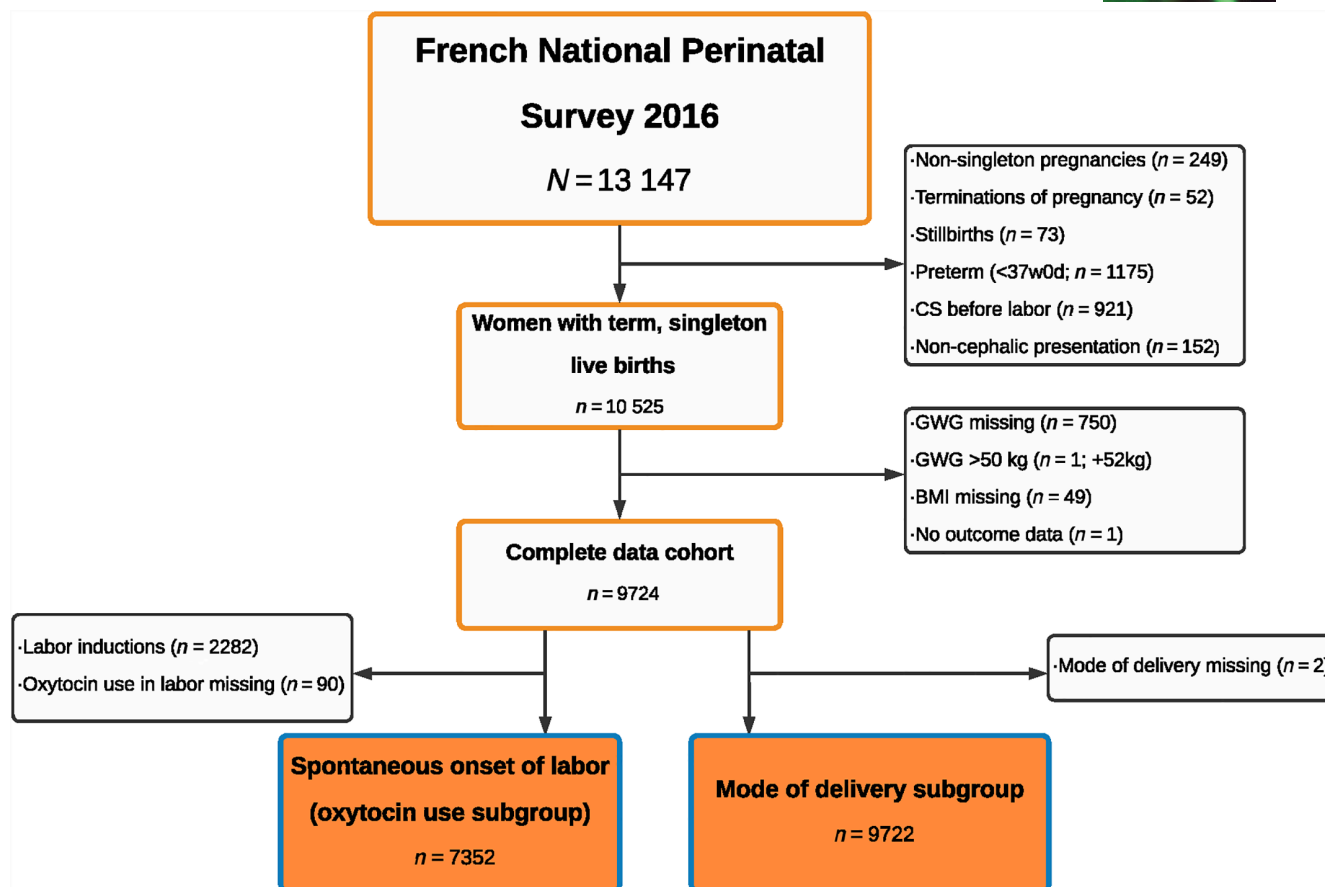 French National Perinatal
Survey 2016
N = 13 147
·Non-singleton pregnancies (n = 249)
·Terminations of pregnancy (n = 52)
·Stillbirths (n = 73)
·Preterm (<37w0d; n = 1175)
·CS before labor (n = 921)
·Non-cephalic presentation (n = 152)
Women with term, singleton
live births
n = 10 525
·GWG missing (n = 750)
·GWG >50 kg (n = 1; +52kg)
·BMI missing (n = 49)
·No outcome data (n = 1)
Complete data cohort
n = 9724
·Labor inductions (n = 2282)
·Oxytocin use in labor missing (n = 90)
·Mode of delivery missing (n = 2)
Spontaneous onset of labor
(oxytocin use subgroup)
n = 7352
Mode of delivery subgroup
n = 9722